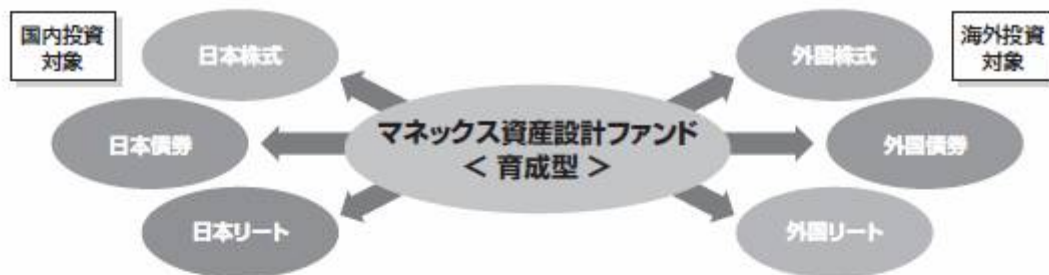 国内投資
対象
日本株式
日本債券
日本リート
マネックス資産設計ファンド
＜ 育成型 ＞
海外投資
対象
外国株式
外国債券
外国リート